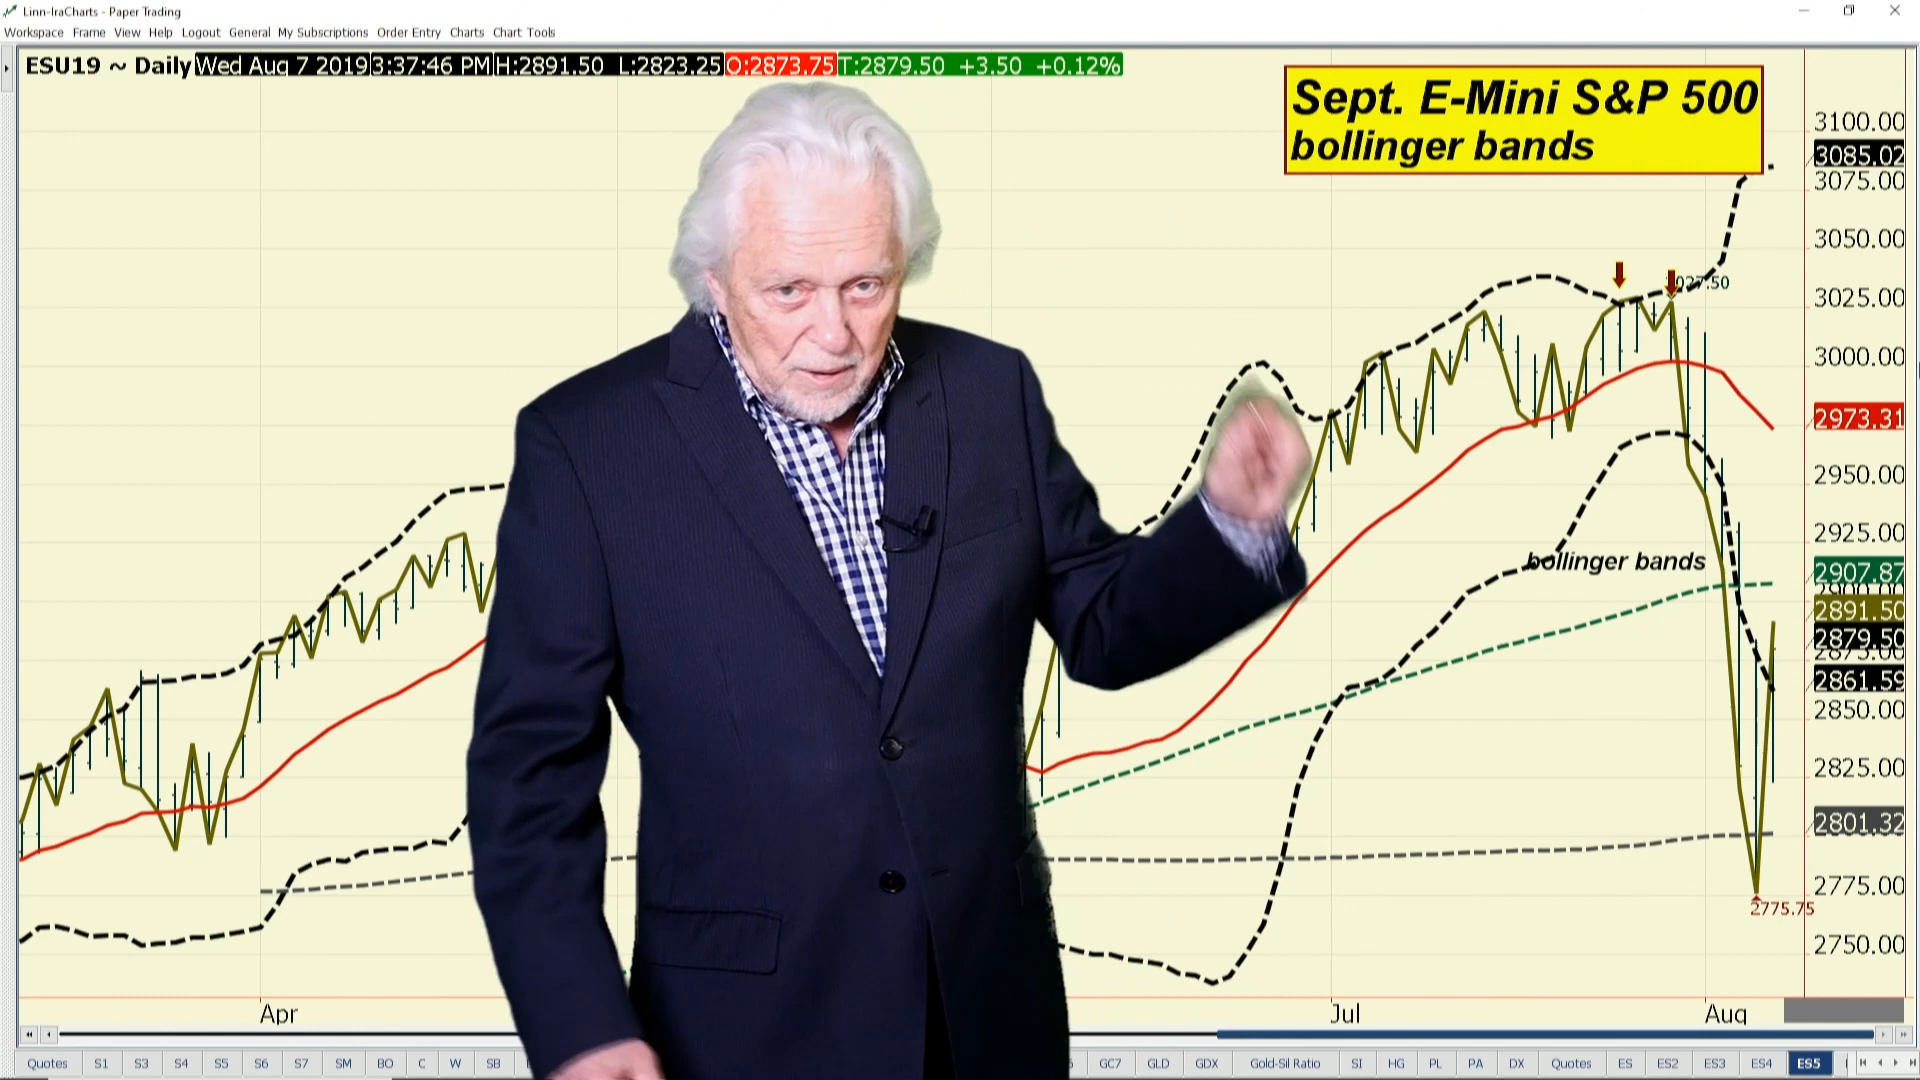 Linn-IraCharts - Paper Trading
Workspace Frame View Help Logout General My Subscriptions Order Entry Charts Chart Tools
ESU19 ~ Daily Wed Aug 7 2019 3:37:46 PM H:2891.50 L:2823.25 O:2873.75 T:2879.50 +3.50 +0.12%
Sept. E-Mini S&P 500
bollinger bands
3100.00
3085.02
3075.00
3050.00
3025.00
3000.00
2973.31
2950.00
2925.00
bollinger bands
2907.87
2900.00
2891.50
2879.50
2875.00
2861.59
2850.00
2825.00
2801.32
2775.00
2775.75
2750.00
Apr Jul Aug
Quotes S1 S3 S4 S5 S6 S7 SM BO C W SB GC7 GLD GDX Gold-Sil Ratio SI HG PL PA DX Quotes ES ES2 ES3 ES4 ES5